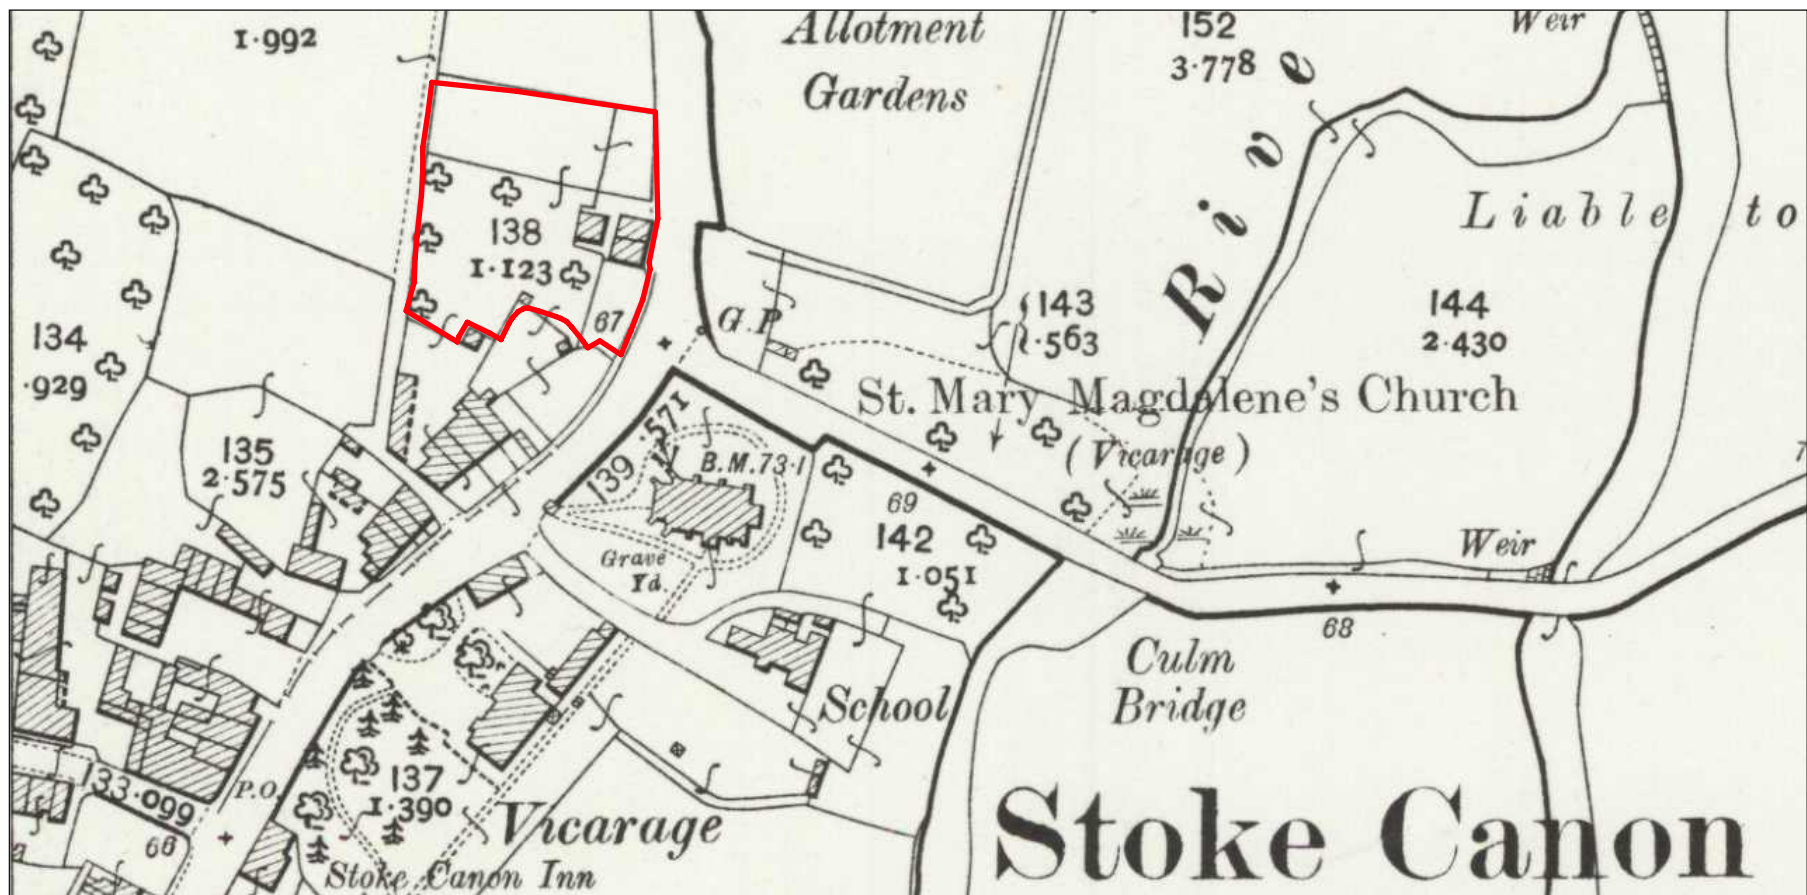 1·992
Allotment
Gardens
152
3·778
Weir
Rive
Liable to
138
1·123
67
G.P
143
·563
144
2·430
134
·929
St. Mary Magdalene's Church
(Vicarage)
135
2·575
139
·571
B.M.73·1
69
142
1·051
Weir
Grave
Yd.
68
Culm
Bridge
School
137
1·390
33·099
P.O.
66
Vicarage
Stoke Canon
Stoke Canon Inn